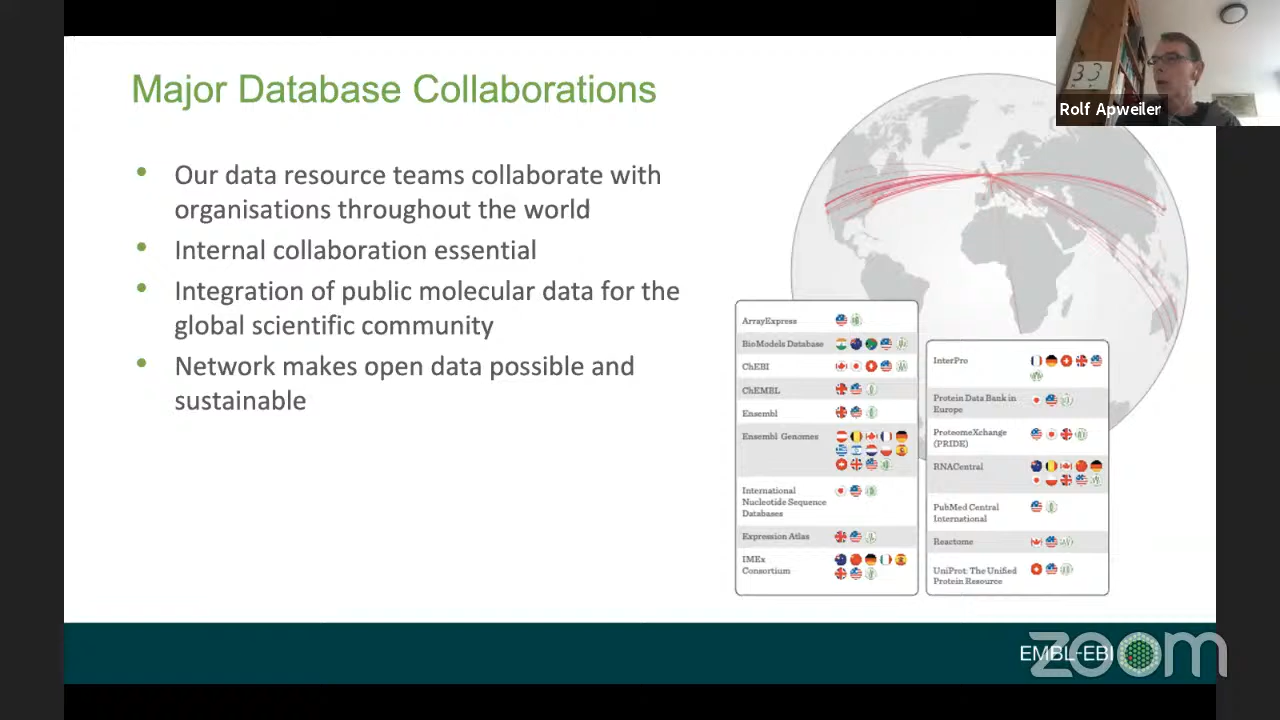 Major Database Collaborations
Rolf Apweiler
Our data resource teams collaborate with
organisations throughout the world
Internal collaboration essential
Integration of public molecular data for the
global scientific community
Network makes open data possible and
sustainable
ArrayExpress
BioModels Database
ChEBI
ChEMBL
Ensembl
Ensembl Genomes
International
Nucleotide Sequence
Databases
Expression Atlas
IMEx
Consortium
InterPro
Protein Data Bank in
Europe
ProteomeXchange
(PRIDE)
RNACentral
PubMed Central
International
Reactome
UniProt: The Unified
Protein Resource
EMBL-EBI
zoom
33